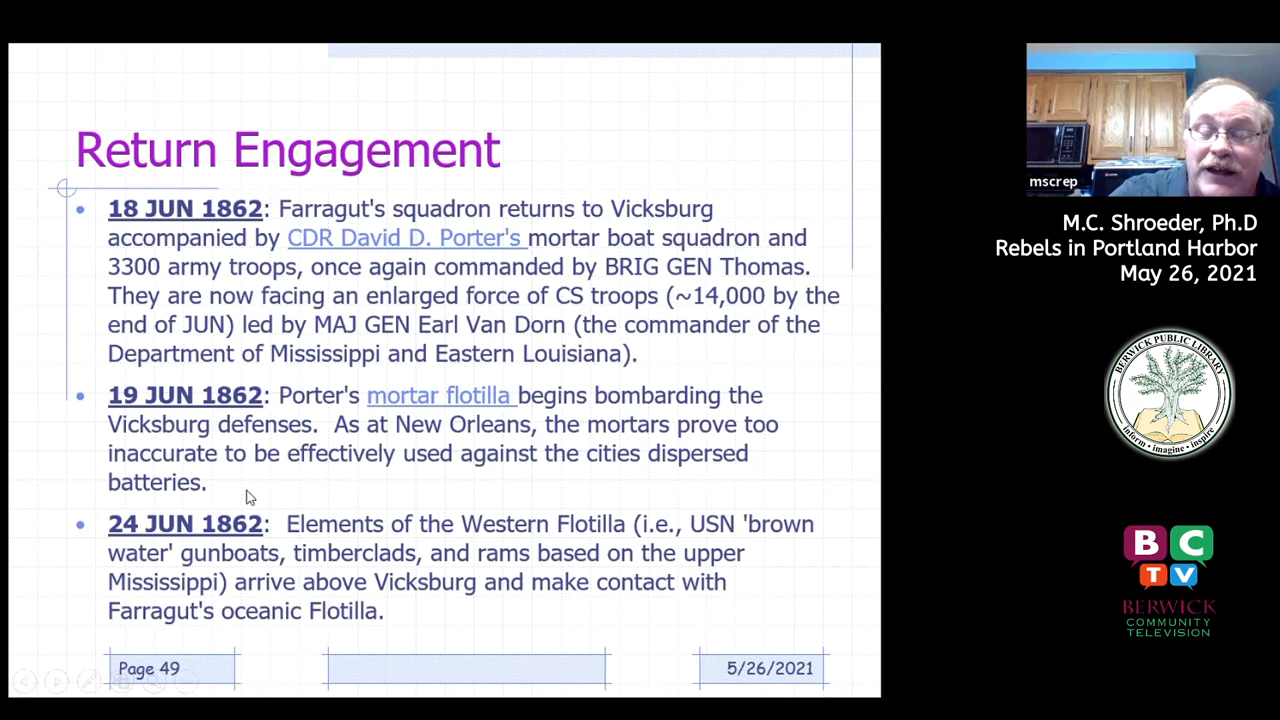 Return Engagement
18 JUN 1862: Farragut's squadron returns to Vicksburg
accompanied by CDR David D. Porter's mortar boat squadron and
3300 army troops, once again commanded by BRIG GEN Thomas.
They are now facing an enlarged force of CS troops (~14,000 by the
end of JUN) led by MAJ GEN Earl Van Dorn (the commander of the
Department of Mississippi and Eastern Louisiana).
19 JUN 1862: Porter's mortar flotilla begins bombarding the
Vicksburg defenses. As at New Orleans, the mortars prove too
inaccurate to be effectively used against the cities dispersed
batteries.
24 JUN 1862: Elements of the Western Flotilla (i.e., USN 'brown
water' gunboats, timberclads, and rams based on the upper
Mississippi) arrive above Vicksburg and make contact with
Farragut's oceanic Flotilla.
Page 49
5/26/2021
mscrep
M.C. Shroeder, Ph.D
Rebels in Portland Harbor
May 26, 2021
BERWICK PUBLIC LIBRARY
inform • imagine • inspire
BC
TV
BERWICK
COMMUNITY
TELEVISION